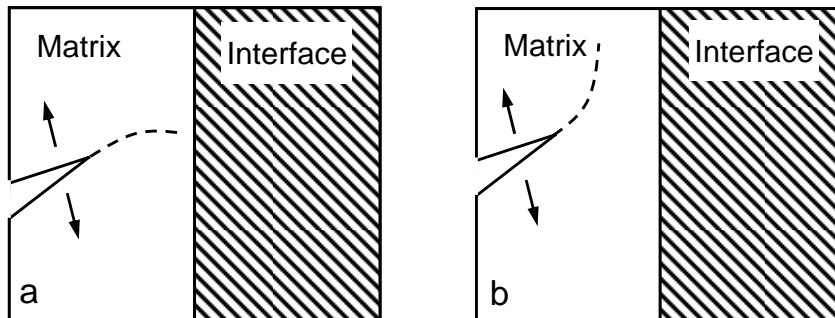 Matrix
Interface
a
Matrix
Interface
b